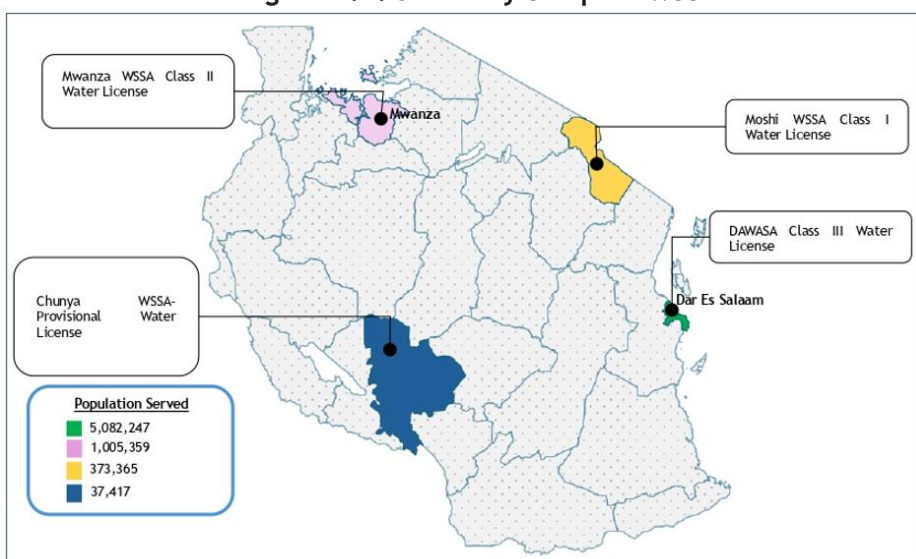 Mwanza WSSA Class II
Water License
Mwanza
Moshi WSSA Class I
Water License
DAWASA Class III Water
License
Dar Es Salaam
Chunya WSSA-
Provisional Water
License
Population Served
5,082,247
1,005,359
373,365
37,417